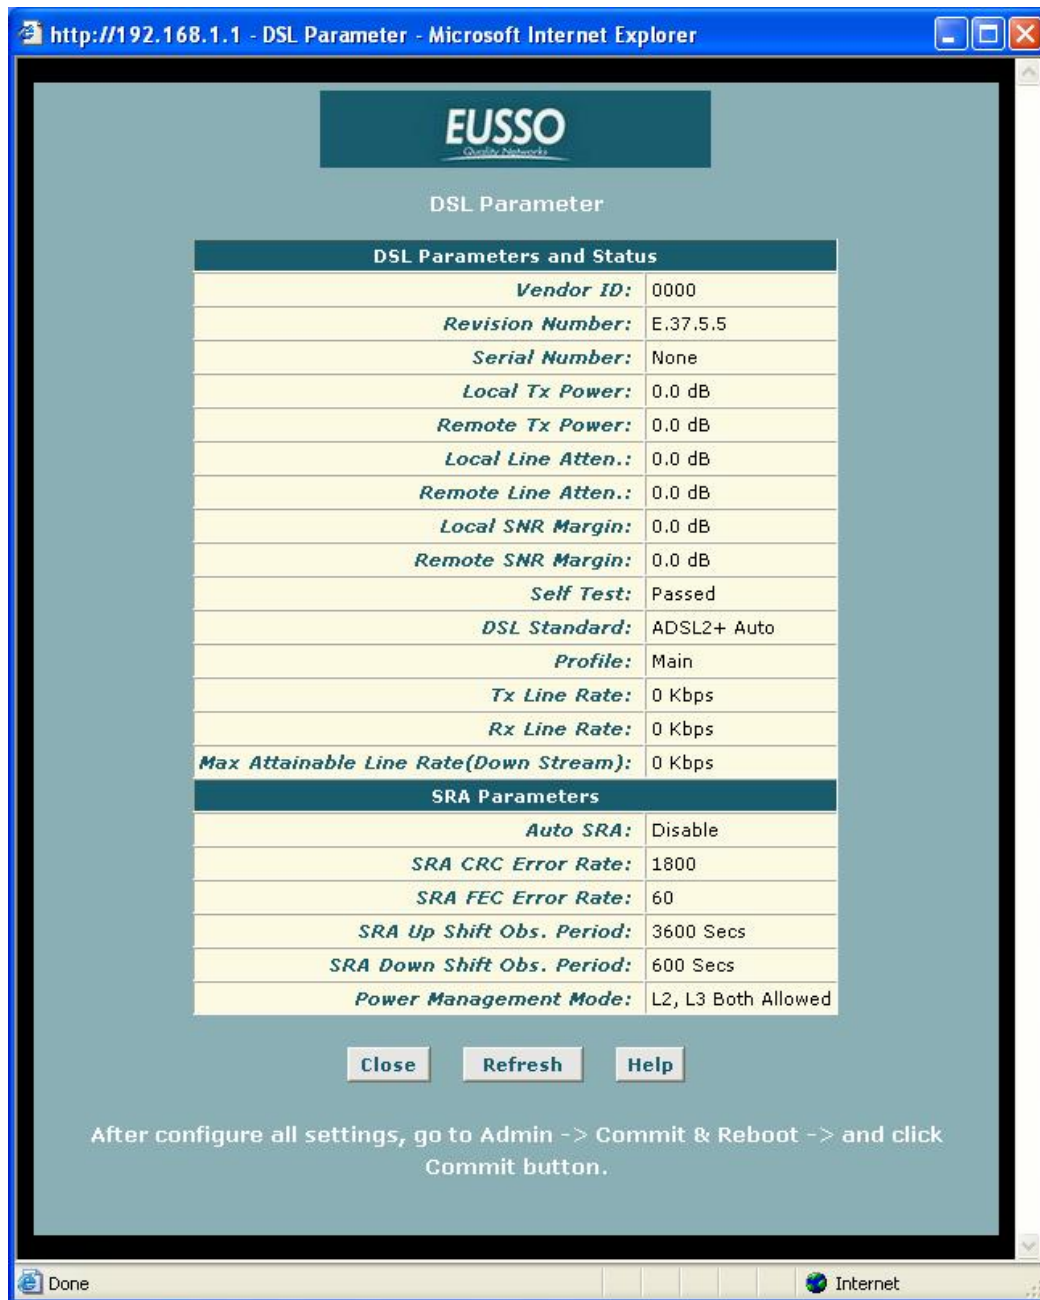 http://192.168.1.1 - DSL Parameter - Microsoft Internet Explorer
EUSSO
Quality Networks
DSL Parameter
DSL Parameters and Status
Vendor ID: 0000
Revision Number: E.37.5.5
Serial Number: None
Local Tx Power: 0.0 dB
Remote Tx Power: 0.0 dB
Local Line Atten.: 0.0 dB
Remote Line Atten.: 0.0 dB
Local SNR Margin: 0.0 dB
Remote SNR Margin: 0.0 dB
Self Test: Passed
DSL Standard: ADSL2+ Auto
Profile: Main
Tx Line Rate: 0 Kbps
Rx Line Rate: 0 Kbps
Max Attainable Line Rate(Down Stream): 0 Kbps
SRA Parameters
Auto SRA: Disable
SRA CRC Error Rate: 1800
SRA FEC Error Rate: 60
SRA Up Shift Obs. Period: 3600 Secs
SRA Down Shift Obs. Period: 600 Secs
Power Management Mode: L2, L3 Both Allowed
Close Refresh Help
After configure all settings, go to Admin -> Commit & Reboot -> and click
Commit button.
Done Internet